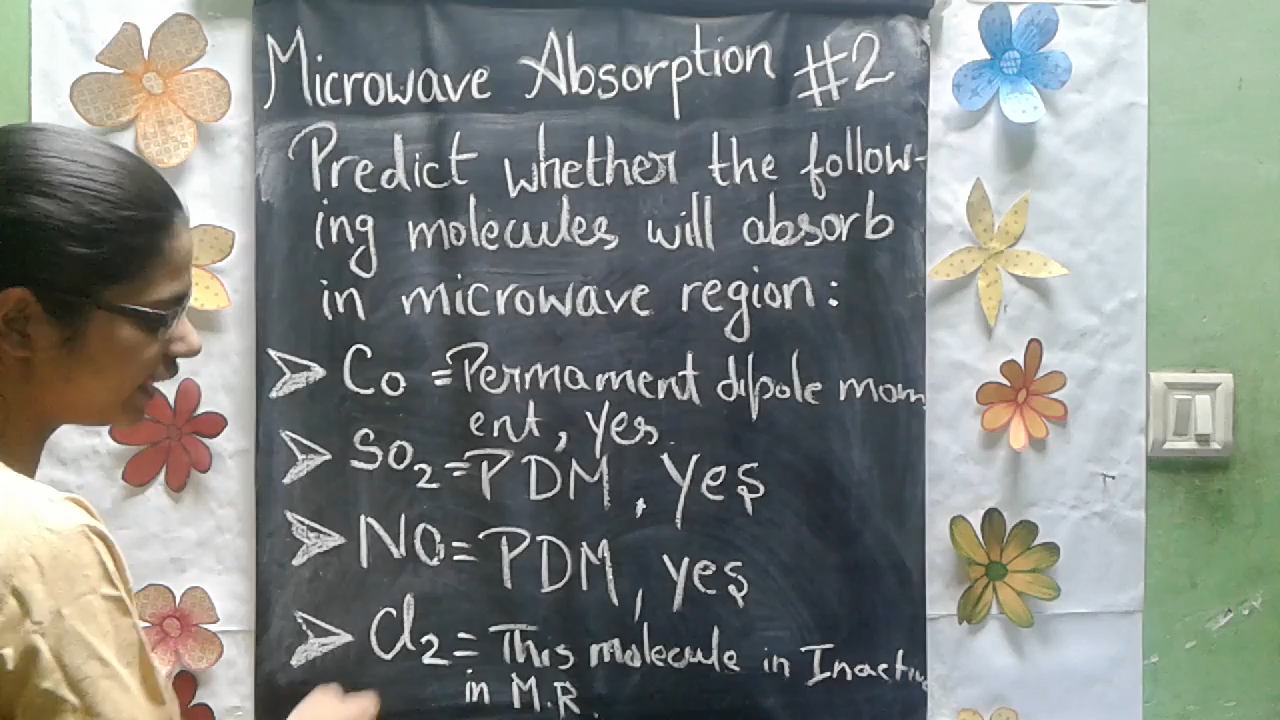 Microwave Absorption #2
Predict whether the follow-
ing molecules will absorb
in microwave region:
Co = Permament dipole mom
ent, yes.
SO2 = PDM, yes
NO = PDM, yes
Cl2 = This molecule in Inactive
in M.R.